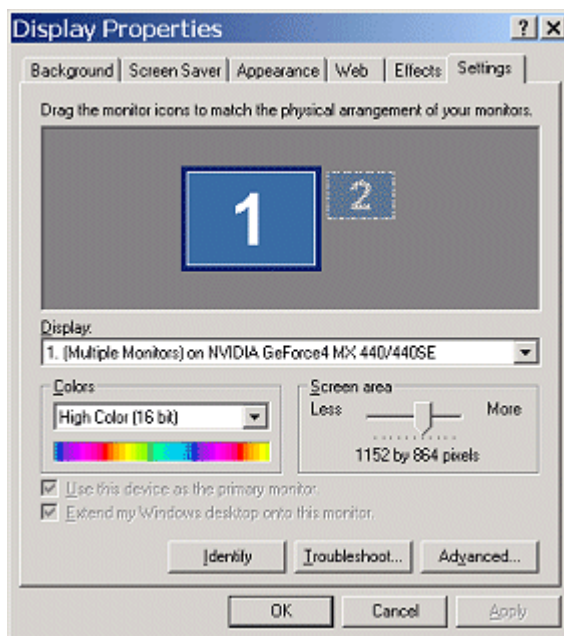 Display Properties
Background Screen Saver Appearance Web Effects Settings
Drag the monitor icons to match the physical arrangement of your monitors.
1 2
Display:
1. (Multiple Monitors) on NVIDIA GeForce4 MX 440/440SE
Colors
High Color (16 bit)
Screen area
Less More
1152 by 864 pixels
Use this device as the primary monitor.
Extend my Windows desktop onto this monitor.
Identify Troubleshoot... Advanced...
OK Cancel Apply